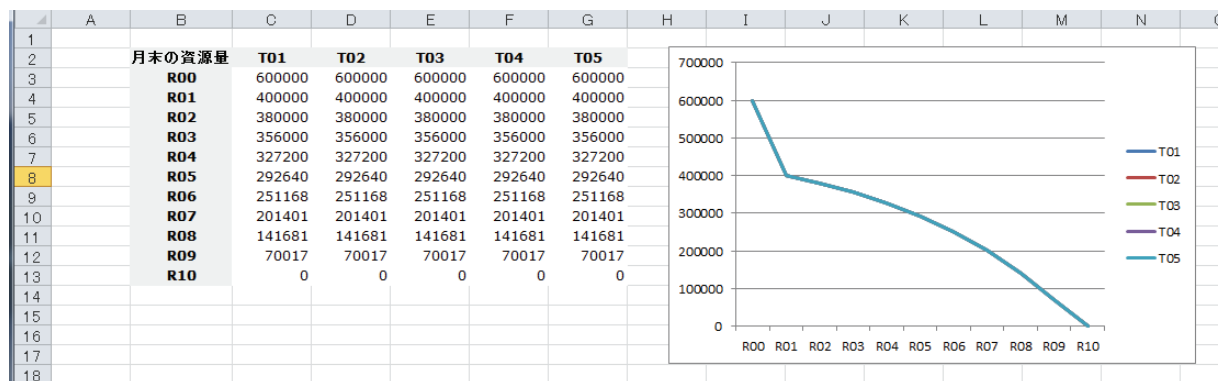 A B C D E F G H I J K L M N
1
2 月末の資源量 T01 T02 T03 T04 T05
3 R00 600000 600000 600000 600000 600000
4 R01 400000 400000 400000 400000 400000
5 R02 380000 380000 380000 380000 380000
6 R03 356000 356000 356000 356000 356000
7 R04 327200 327200 327200 327200 327200
8 R05 292640 292640 292640 292640 292640
9 R06 251168 251168 251168 251168 251168
10 R07 201401 201401 201401 201401 201401
11 R08 141681 141681 141681 141681 141681
12 R09 70017 70017 70017 70017 70017
13 R10 0 0 0 0 0
14
15
16
17
18
700000
600000
500000
400000
300000
200000
100000
0
R00 R01 R02 R03 R04 R05 R06 R07 R08 R09 R10
T01
T02
T03
T04
T05